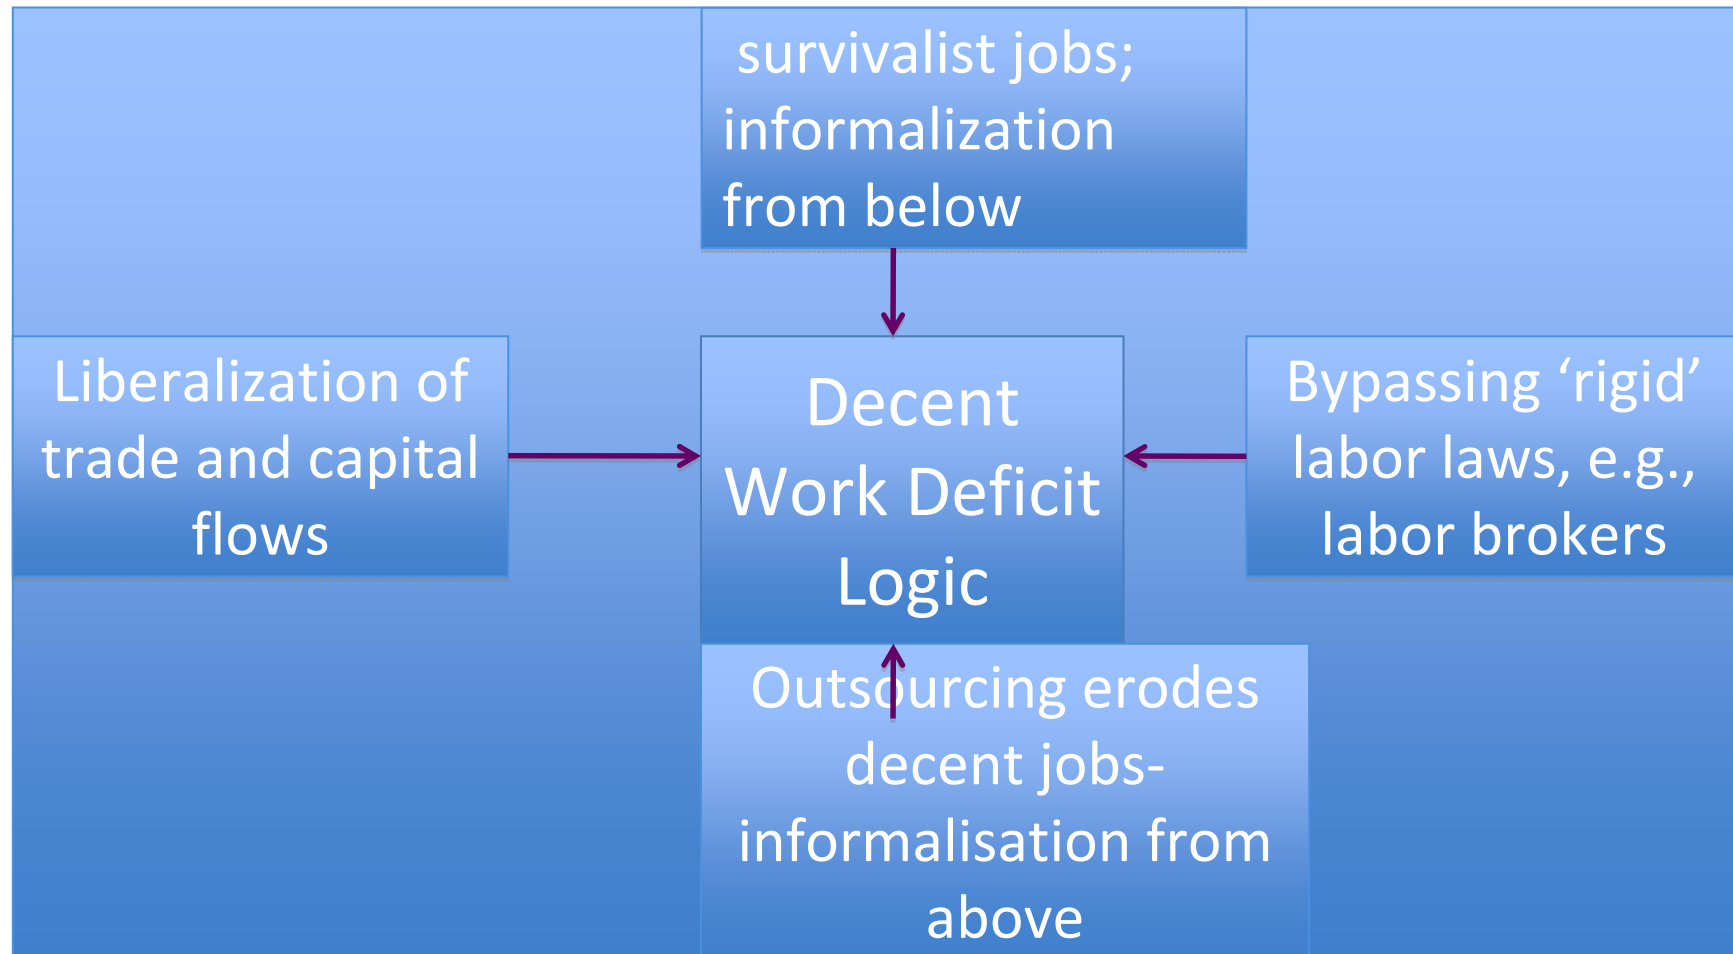 survivalist jobs;
informalization
from below
Liberalization of
trade and capital
flows
Decent
Work Deficit
Logic
Bypassing ‘rigid’
labor laws, e.g.,
labor brokers
Outsourcing erodes
decent jobs-
informalisation from
above